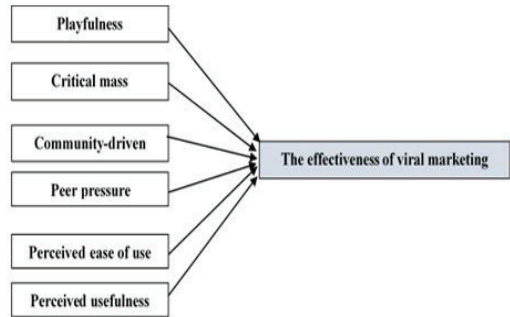 Playfulness
Critical mass
Community-driven
The effectiveness of viral marketing
Peer pressure
Perceived ease of use
Perceived usefulness